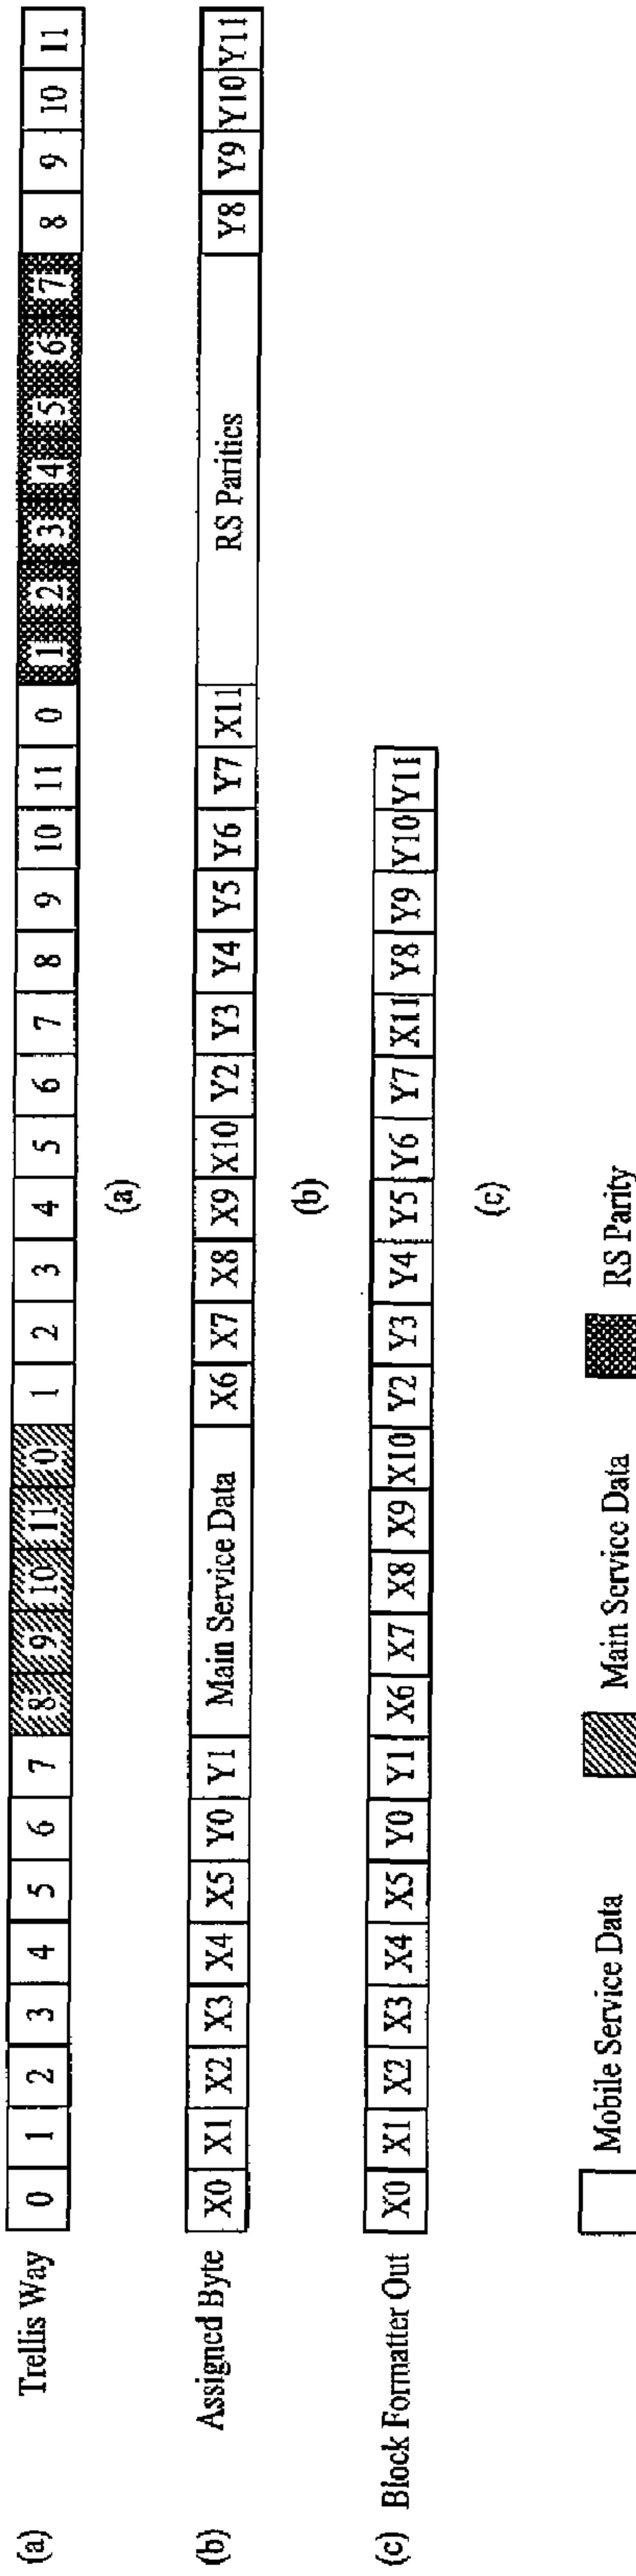 (a) Trellis Way 0 1 2 3 4 5 6 7 8 9 10 11 0 1 2 3 4 5 6 7 8 9 10 11 0 1 2 3 4 5 6 7 8 9 10 11
(a)
(b) Assigned Byte X0 X1 X2 X3 X4 X5 Y0 Y1 Main Service Data X6 X7 X8 X9 X10 Y2 Y3 Y4 Y5 Y6 Y7 X11 RS Parities Y8 Y9 Y10 Y11
(b)
(c) Block Formatter Out X0 X1 X2 X3 X4 X5 Y0 Y1 X6 X7 X8 X9 X10 Y2 Y3 Y4 Y5 Y6 Y7 X11 Y8 Y9 Y10 Y11
(c)
Mobile Service Data Main Service Data RS Parity